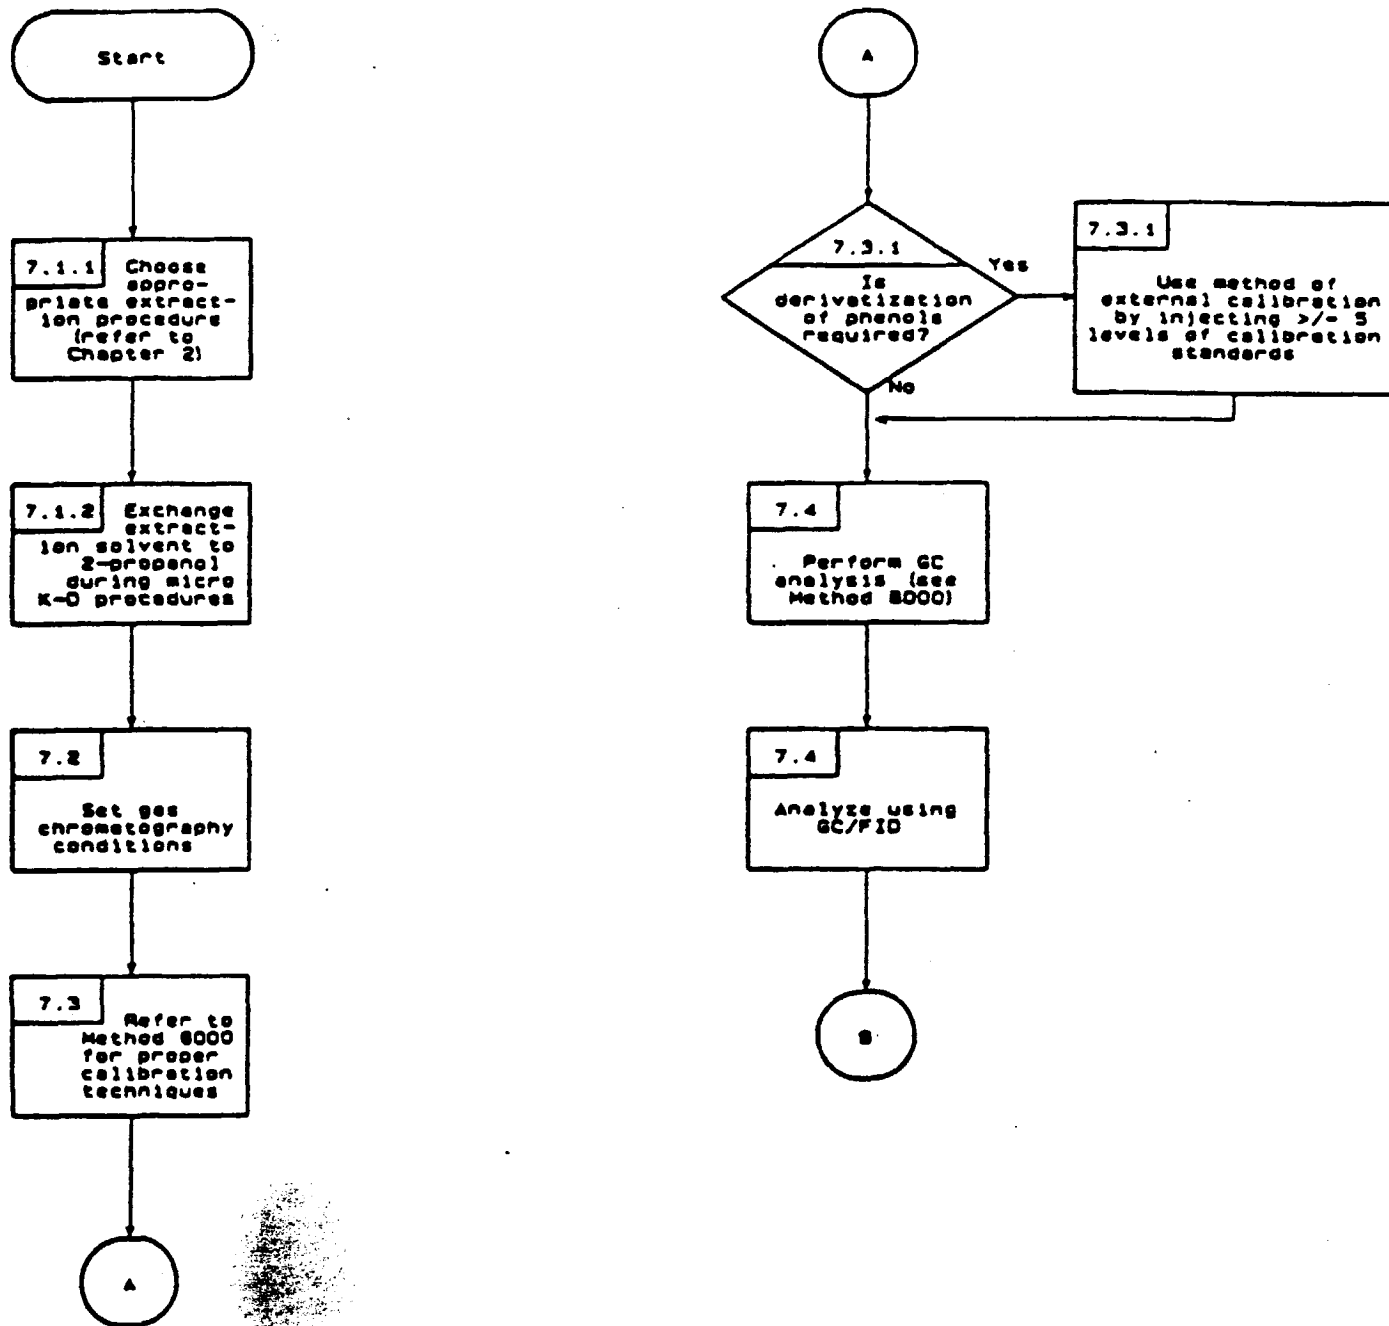 Start
7.1.1 Choose
appro-
priate extract-
ion procedure
(refer to
Chapter 2)
7.1.2 Exchange
extract-
ion solvent to
2-propanol
during micro
K-D procedures
7.2
Set gas
chromatography
conditions
7.3
Refer to
Method 8000
for proper
calibration
techniques
A
A
7.3.1
Is
derivatization
of phenols
required?
Yes
No
7.3.1
Use method of
external calibration
by injecting >/- 5
levels of calibration
standards
7.4
Perform GC
analysis (see
Method 8000)
7.4
Analyze using
GC/FID
B